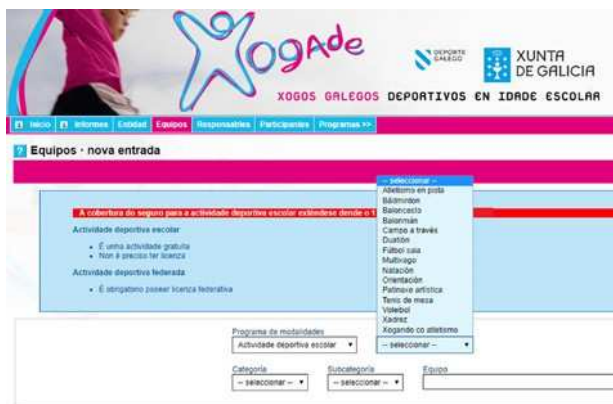 XOGADE
DEPORTE
GALEGO
XUNTA
DE GALICIA
XOGOS GALEGOS DEPORTIVOS EN IDADE ESCOLAR
Inicio Informes Entidad Equipos Responsables Participantes Programas >>
? Equipos · nova entrada
A cobertura do seguro para a actividade deportiva escolar exténdese dende o 1
Actividade deportiva escolar
• É unha actividade gratuita
• Non é preciso ter licenza
Actividade deportiva federada
• É obrigatorio poseer licenza federativa
-- seleccionar --
Atletismo en pista
Bádminton
Baloncesto
Balonmán
Campo a través
Duatlón
Fútbol sala
Multixogo
Natación
Orientación
Patinaxe artística
Tenis de mesa
Voleibol
Xadrez
Xogando co atletismo
Programa de modalidades
Actividade deportiva escolar
-- seleccionar --
Categoría Subcategoría Equipo
-- seleccionar -- -- seleccionar --